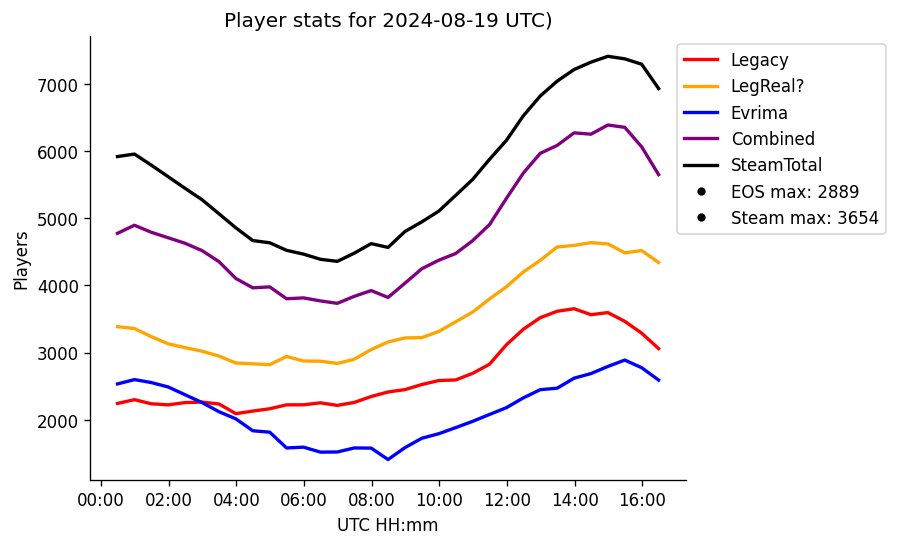 Player stats for 2024-08-19 UTC)
Legacy
LegReal?
Evrima
Combined
SteamTotal
EOS max: 2889
Steam max: 3654
7000
6000
5000
4000
3000
2000
Players
00:00 02:00 04:00 06:00 08:00 10:00 12:00 14:00 16:00
UTC HH:mm